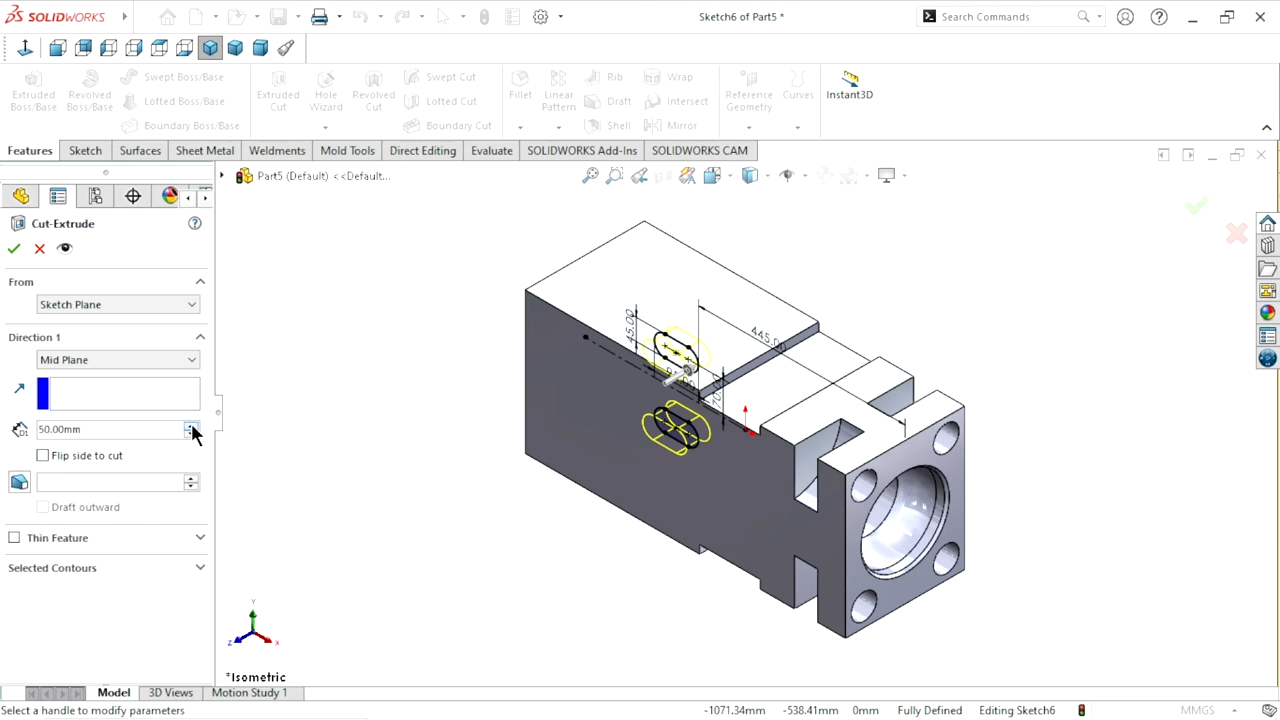 SOLIDWORKS
Sketch6 of Part5 *
Search Commands
Extruded Boss/Base
Revolved Boss/Base
Swept Boss/Base
Lofted Boss/Base
Boundary Boss/Base
Extruded Cut
Hole Wizard
Revolved Cut
Swept Cut
Lofted Cut
Boundary Cut
Fillet
Linear Pattern
Rib
Draft
Shell
Wrap
Intersect
Mirror
Reference Geometry
Curves
Instant3D
Features
Sketch
Surfaces
Sheet Metal
Weldments
Mold Tools
Direct Editing
Evaluate
SOLIDWORKS Add-Ins
SOLIDWORKS CAM
Part5 (Default) <<Default...
Cut-Extrude
From
Sketch Plane
Direction 1
Mid Plane
50.00mm
Flip side to cut
Draft outward
Thin Feature
Selected Contours
45.00
445.00
Y
Z
X
*Isometric
Model
3D Views
Motion Study 1
Select a handle to modify parameters
-1071.34mm
-538.41mm
0mm
Fully Defined
Editing Sketch6
MMGS